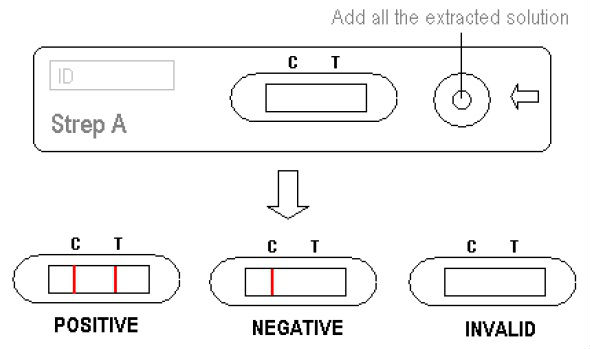 Add all the extracted solution
C T
ID
Strep A
C T
C T
C T
POSITIVE
NEGATIVE
INVALID